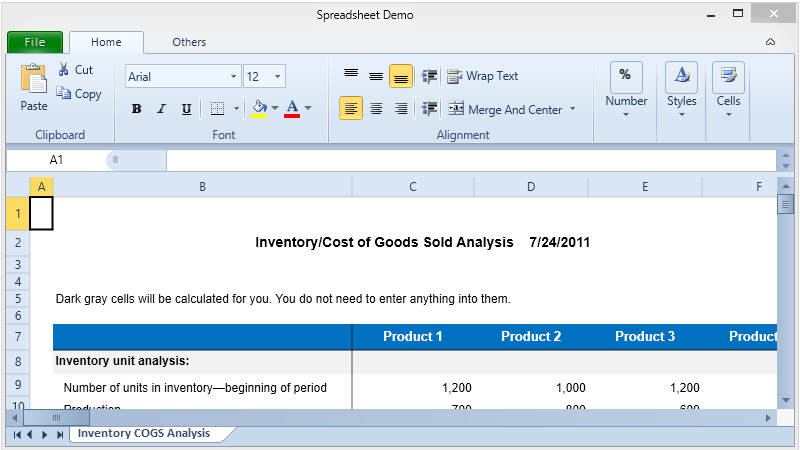 Spreadsheet Demo
File Home Others
Cut
Copy
Paste
Clipboard
Arial 12
B I U A
Font
Wrap Text
Merge And Center
Alignment
%
Number
A
Styles
Cells
A1
A B C D E F
1
2 Inventory/Cost of Goods Sold Analysis 7/24/2011
3
4
5 Dark gray cells will be calculated for you. You do not need to enter anything into them.
6
7 Product 1 Product 2 Product 3 Product
8 Inventory unit analysis:
9 Number of units in inventory—beginning of period 1,200 1,000 1,200
10 Production 700 800 600
Inventory COGS Analysis